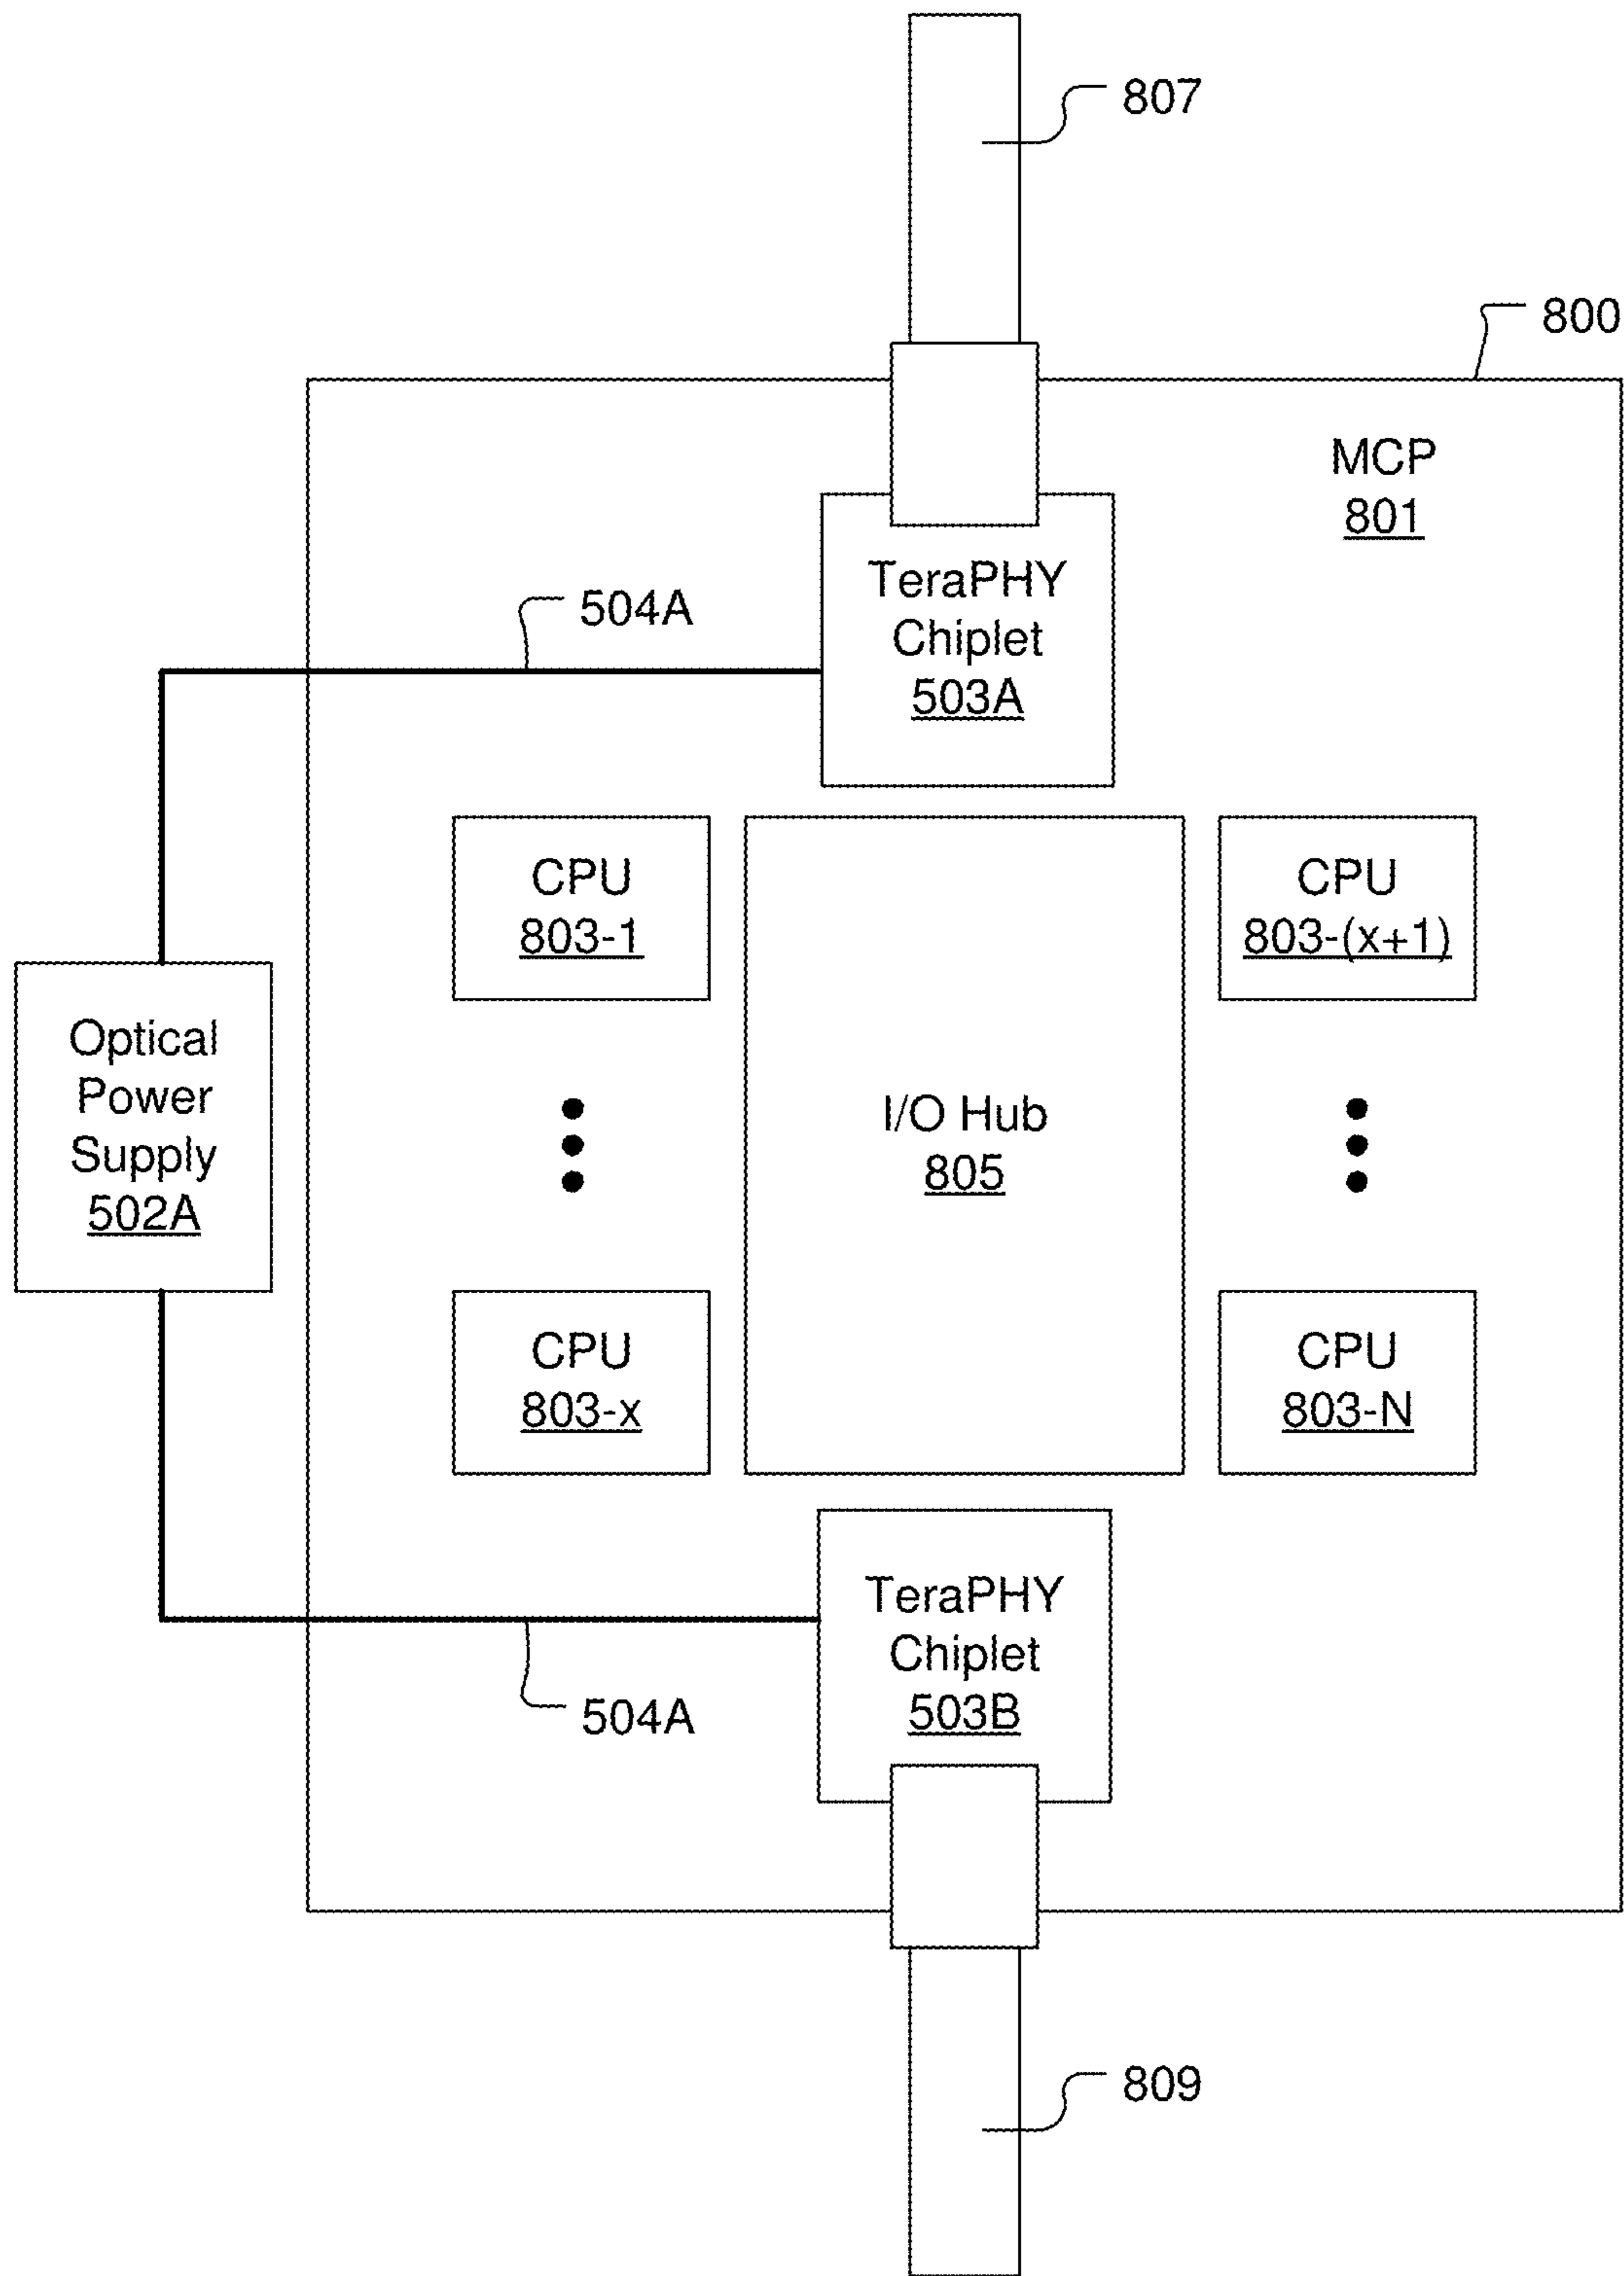 807
800
MCP
801
TeraPHY
Chiplet
503A
504A
CPU
803-1
CPU
803-(x+1)
Optical
Power
Supply
502A
I/O Hub
805
CPU
803-x
CPU
803-N
TeraPHY
Chiplet
503B
504A
809